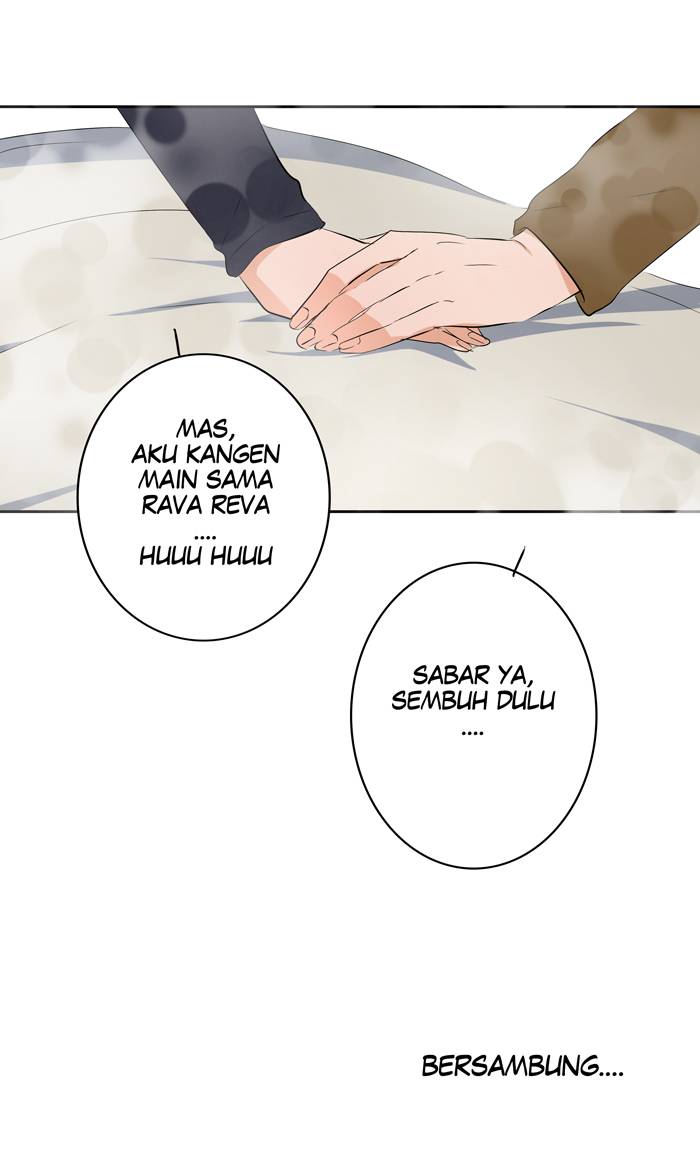 MAS,
AKU KANGEN
MAIN SAMA
RAVA REVA
....
HUUU HUUU
SABAR YA,
SEMBUH DULU
....
BERSAMBUNG....